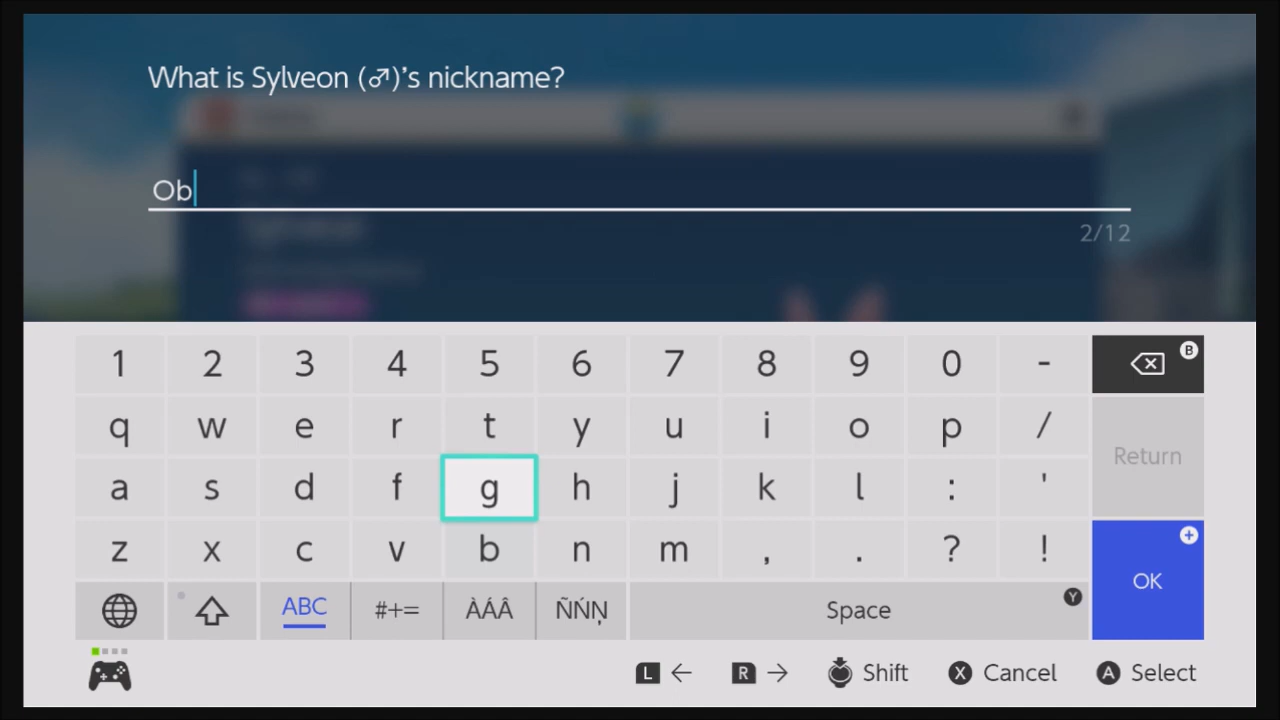 What is Sylveon (♂)'s nickname?
Ob
2/12
1 2 3 4 5 6 7 8 9 0 - B
q w e r t y u i o p /
Return
a s d f g h j k l : '
z x c v b n m , . ? ! +
OK
ABC #+= ÀÁÂ ÑŃŅ Space Y
L ← R → Shift X Cancel A Select